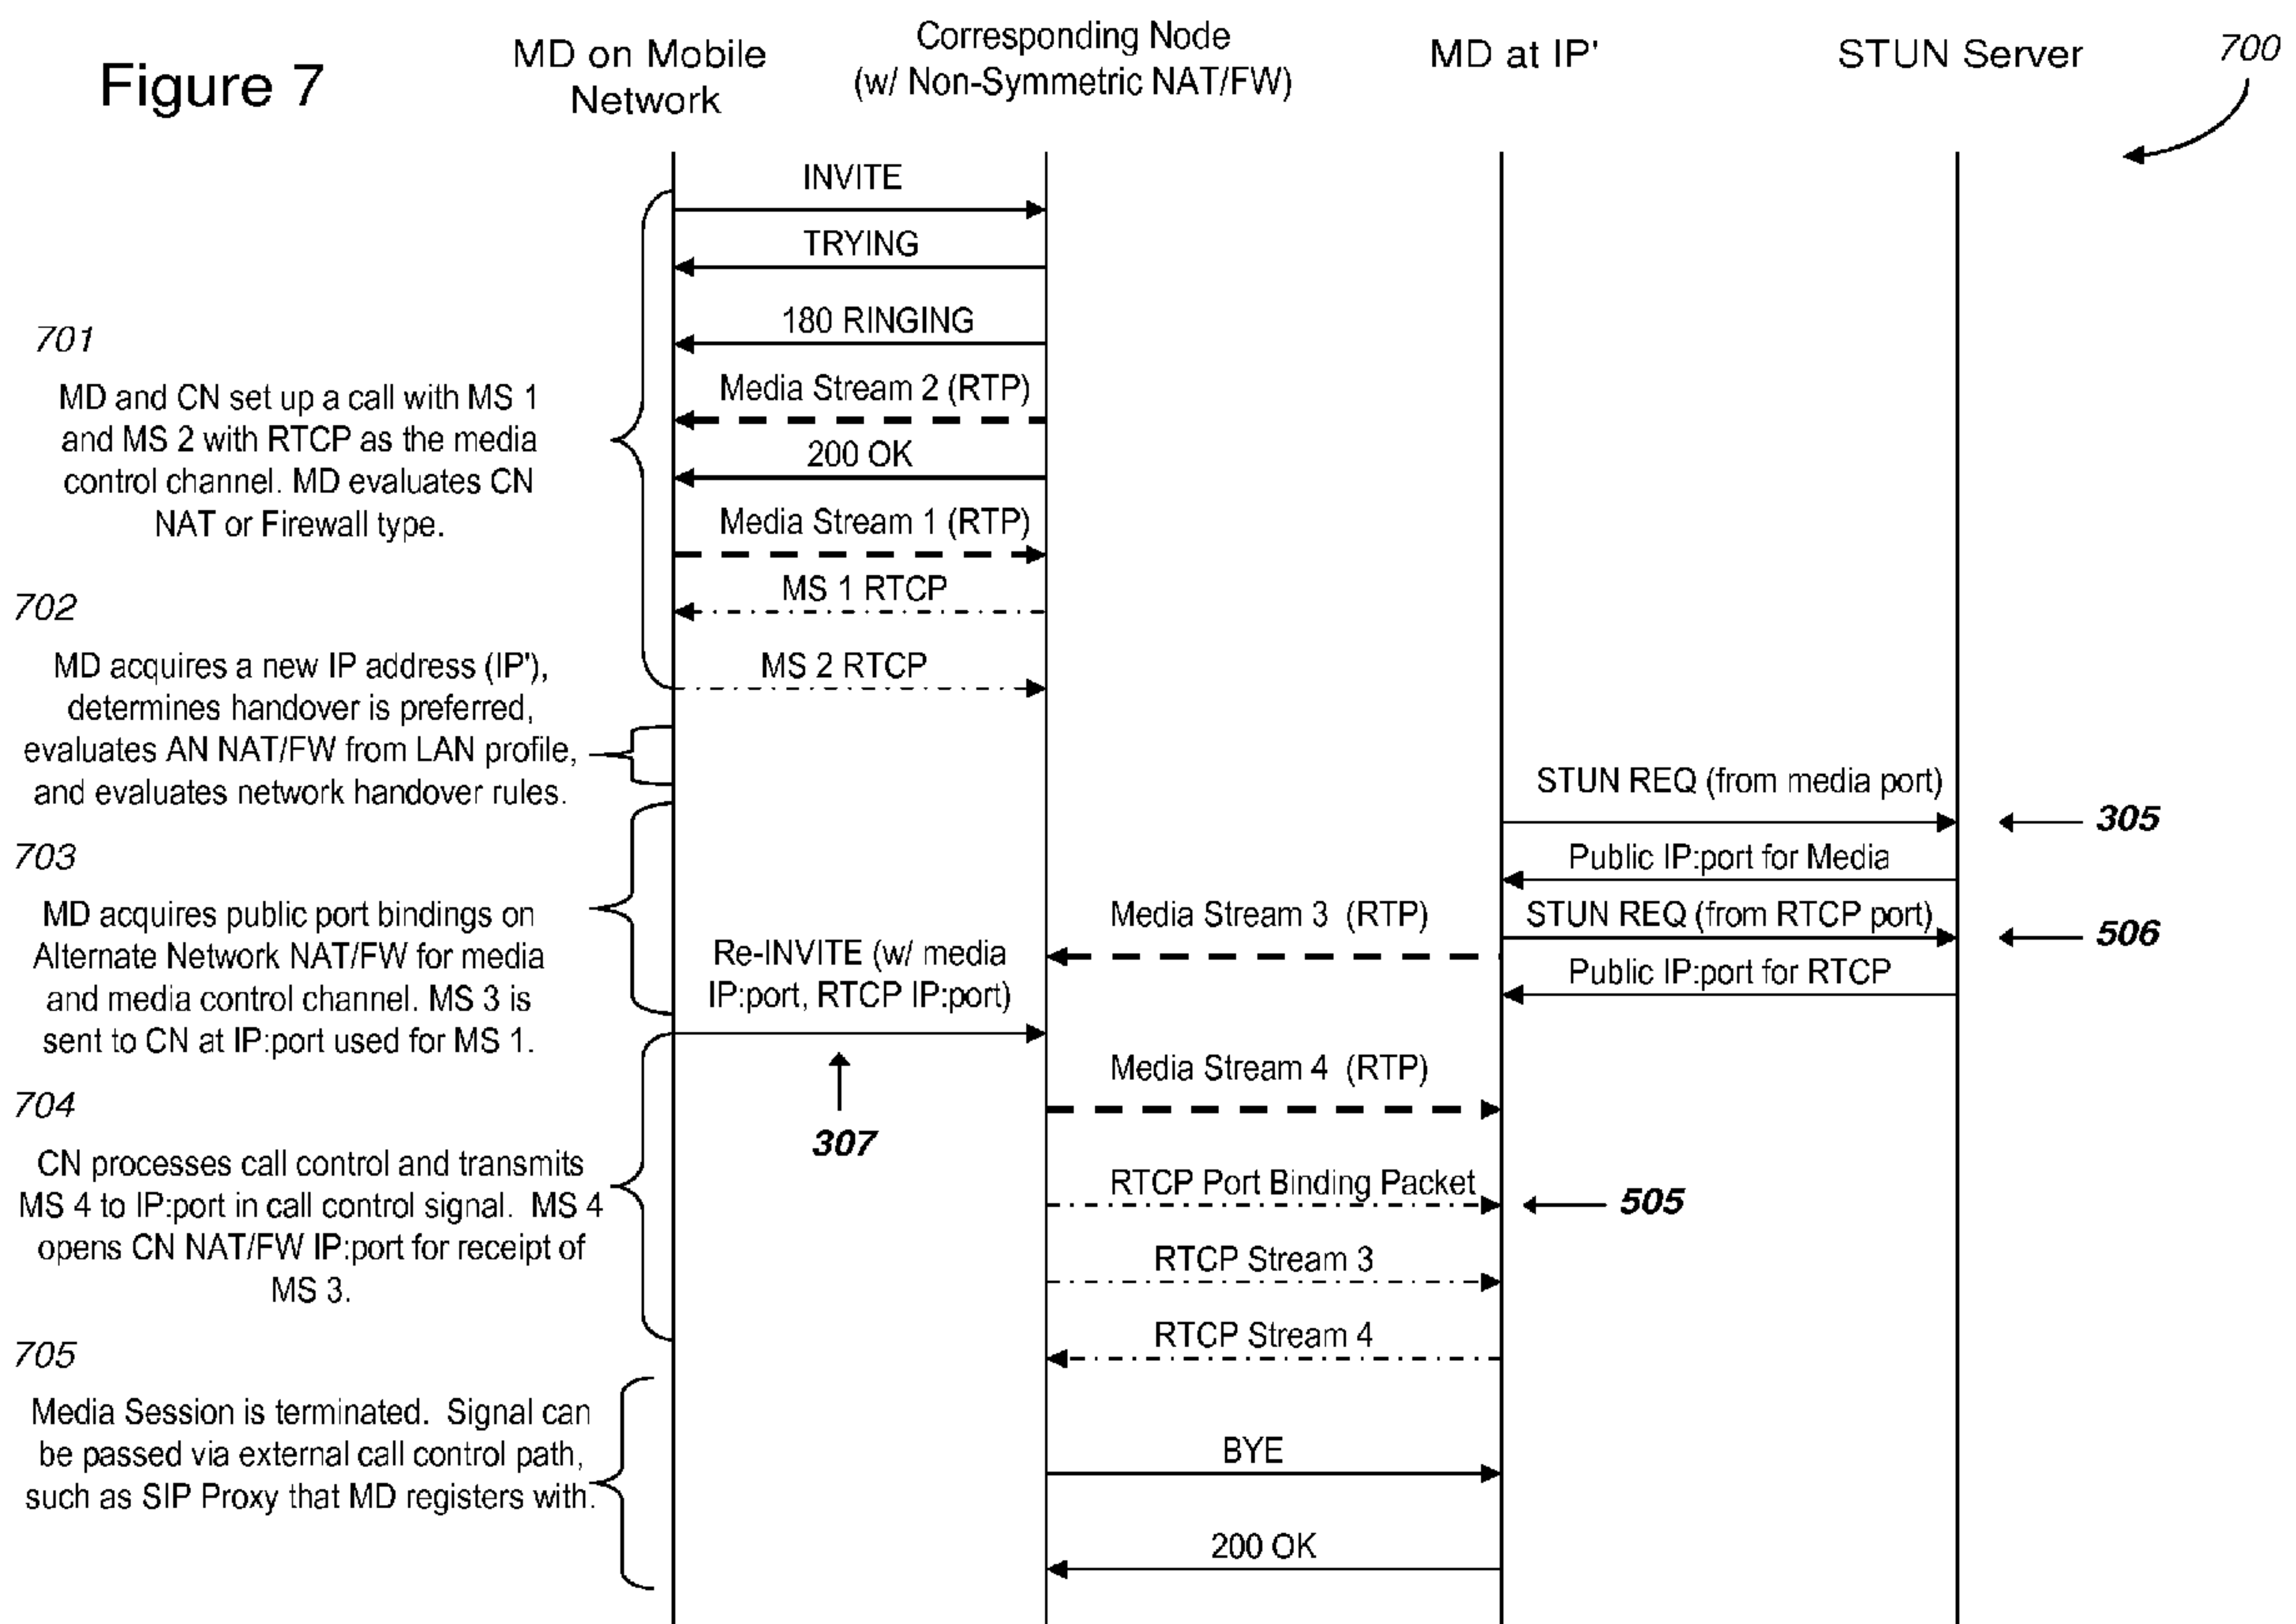 Figure 7
MD on Mobile
Network
Corresponding Node
(w/ Non-Symmetric NAT/FW)
MD at IP'
STUN Server
700
INVITE
TRYING
180 RINGING
Media Stream 2 (RTP)
200 OK
Media Stream 1 (RTP)
MS 1 RTCP
MS 2 RTCP
701
MD and CN set up a call with MS 1
and MS 2 with RTCP as the media
control channel. MD evaluates CN
NAT or Firewall type.
702
MD acquires a new IP address (IP'),
determines handover is preferred,
evaluates AN NAT/FW from LAN profile,
and evaluates network handover rules.
STUN REQ (from media port)
305
Public IP:port for Media
STUN REQ (from RTCP port)
506
Public IP:port for RTCP
703
MD acquires public port bindings on
Alternate Network NAT/FW for media
and media control channel. MS 3 is
sent to CN at IP:port used for MS 1.
Media Stream 3 (RTP)
Re-INVITE (w/ media
IP:port, RTCP IP:port)
307
704
CN processes call control and transmits
MS 4 to IP:port in call control signal. MS 4
opens CN NAT/FW IP:port for receipt of
MS 3.
Media Stream 4 (RTP)
RTCP Port Binding Packet
505
RTCP Stream 3
RTCP Stream 4
705
Media Session is terminated. Signal can
be passed via external call control path,
such as SIP Proxy that MD registers with.
BYE
200 OK